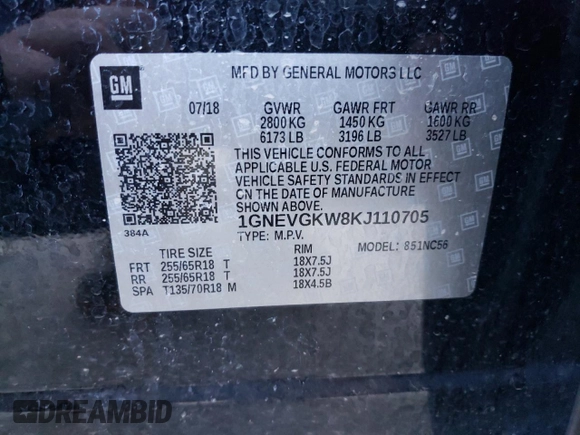 GM
MFD BY GENERAL MOTORS LLC
07/18 GVWR GAWR FRT GAWR RR
2800 KG 1450 KG 1600 KG
6173 LB 3196 LB 3527 LB
THIS VEHICLE CONFORMS TO ALL
APPLICABLE U.S. FEDERAL MOTOR
VEHICLE SAFETY STANDARDS IN EFFECT ON
THE DATE OF MANUFACTURE
SHOWN ABOVE.
384A
1GNEVGKW8KJ110705
TYPE: M.P.V. MODEL: 851NC56
TIRE SIZE RIM
FRT 255/65R18 T 18X7.5J
RR 255/65R18 T 18X7.5J
SPA T135/70R18 M 18X4.5B
DREAMBID